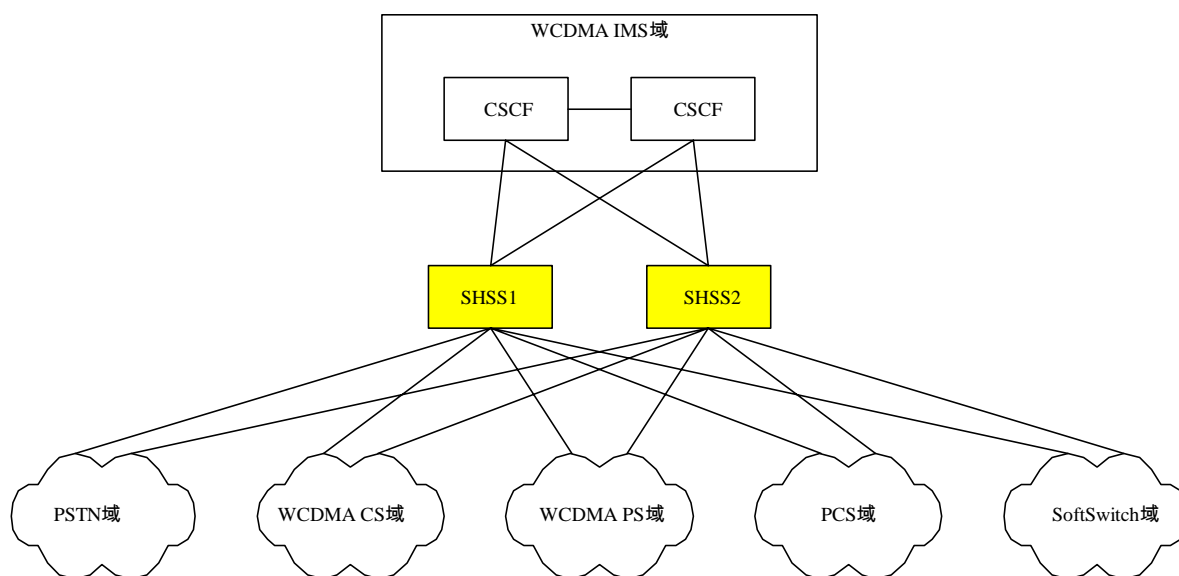 WCDMA IMS域
CSCF
CSCF
SHSS1
SHSS2
PSTN域
WCDMA CS域
WCDMA PS域
PCS域
SoftSwitch域